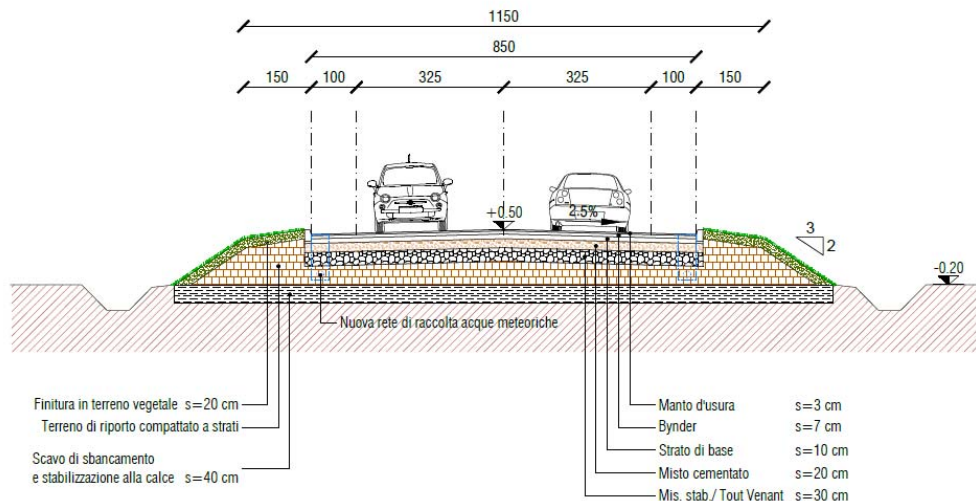 1150
850
150 100 325 325 100 150
+0.50
2.5%
3
2
-0.20
Nuova rete di raccolta acque meteoriche
Finitura in terreno vegetale s=20 cm
Terreno di riporto compattato a strati
Scavo di sbancamento
e stabilizzazione alla calce s=40 cm
Manto d'usura s=3 cm
Bynder s=7 cm
Strato di base s=10 cm
Misto cementato s=20 cm
Mis. stab./ Tout Venant s=30 cm